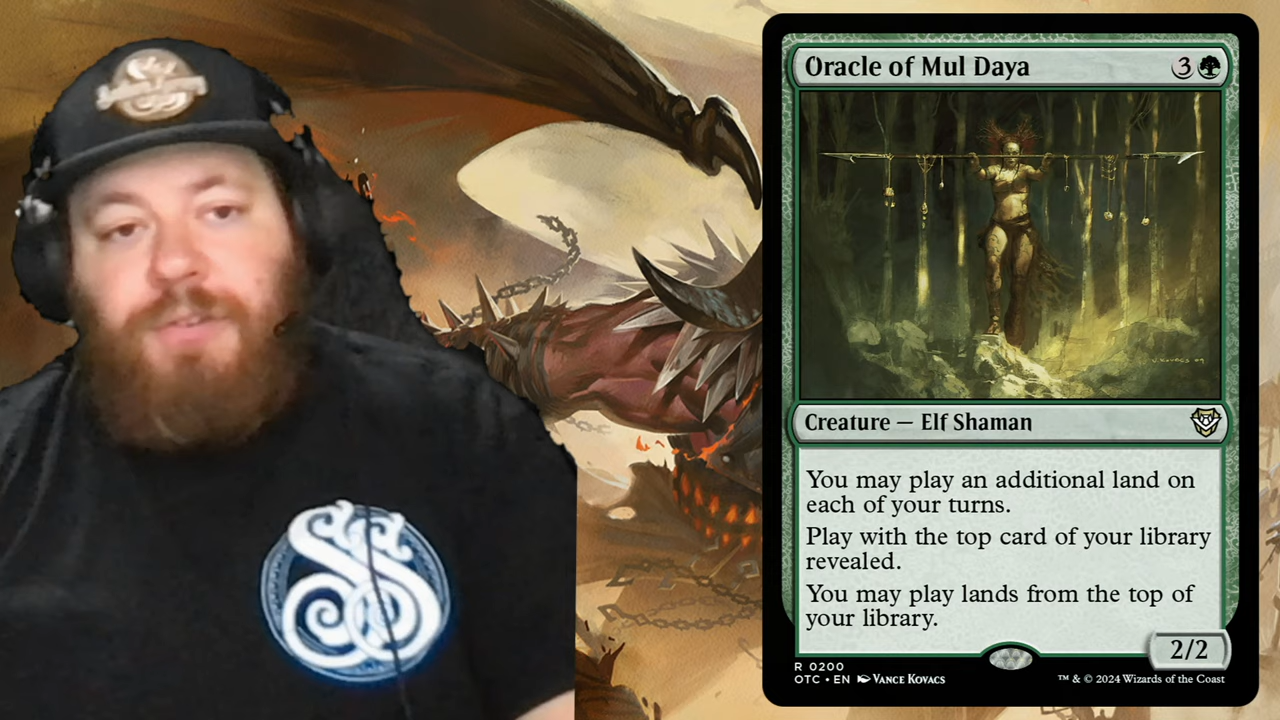 Oracle of Mul Daya 3
Creature — Elf Shaman
You may play an additional land on
each of your turns.
Play with the top card of your library
revealed.
You may play lands from the top of
your library.
2/2
R 0200
OTC • EN Vance Kovacs
™ & © 2024 Wizards of the Coast